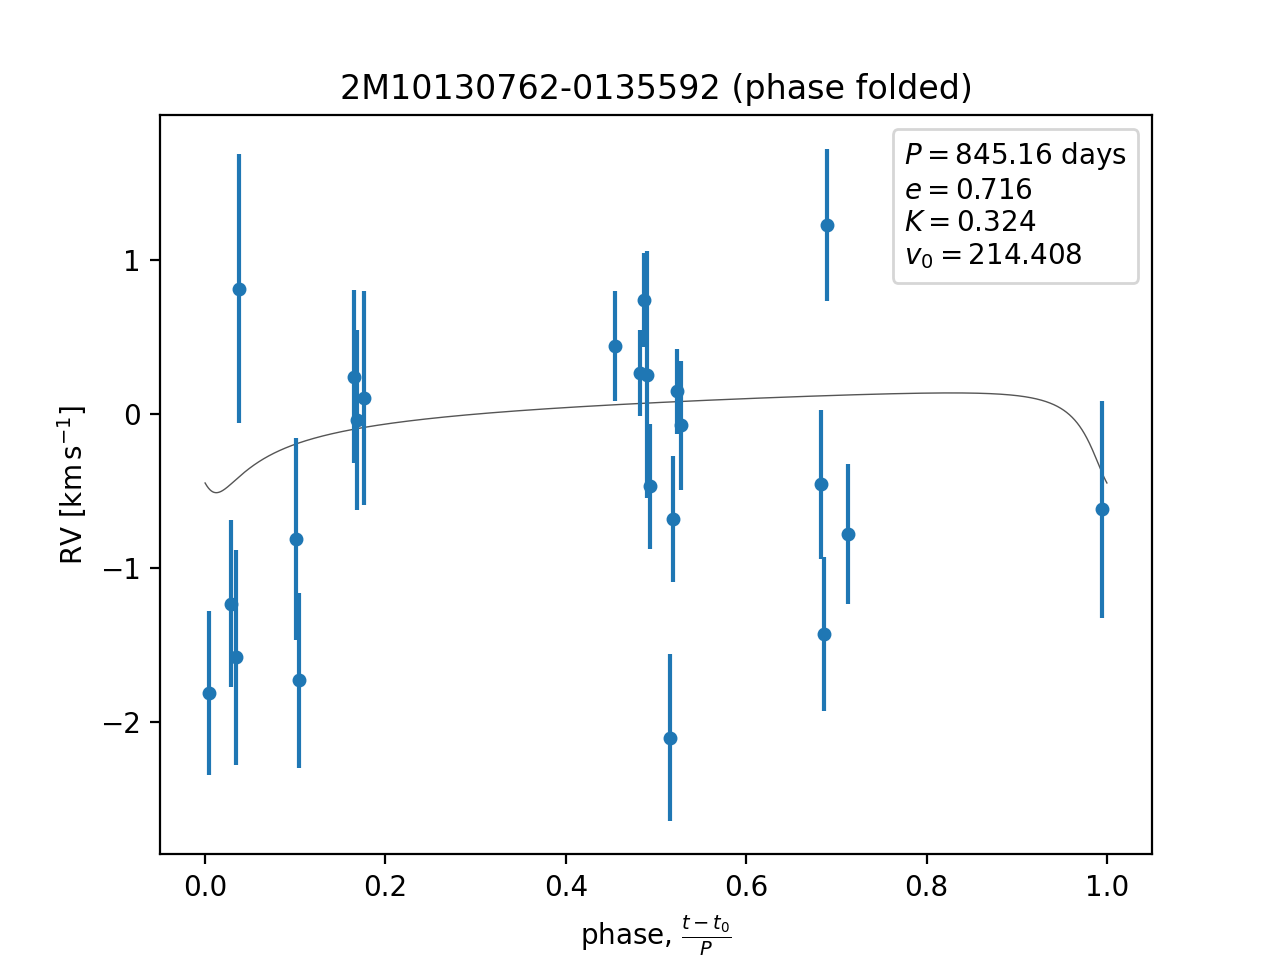 2M10130762-0135592 (phase folded)
P = 845.16 days
e = 0.716
K = 0.324
v₀ = 214.408
RV [km s⁻¹]
1
0
−1
−2
0.0 0.2 0.4 0.6 0.8 1.0
phase, (t − t₀)/P